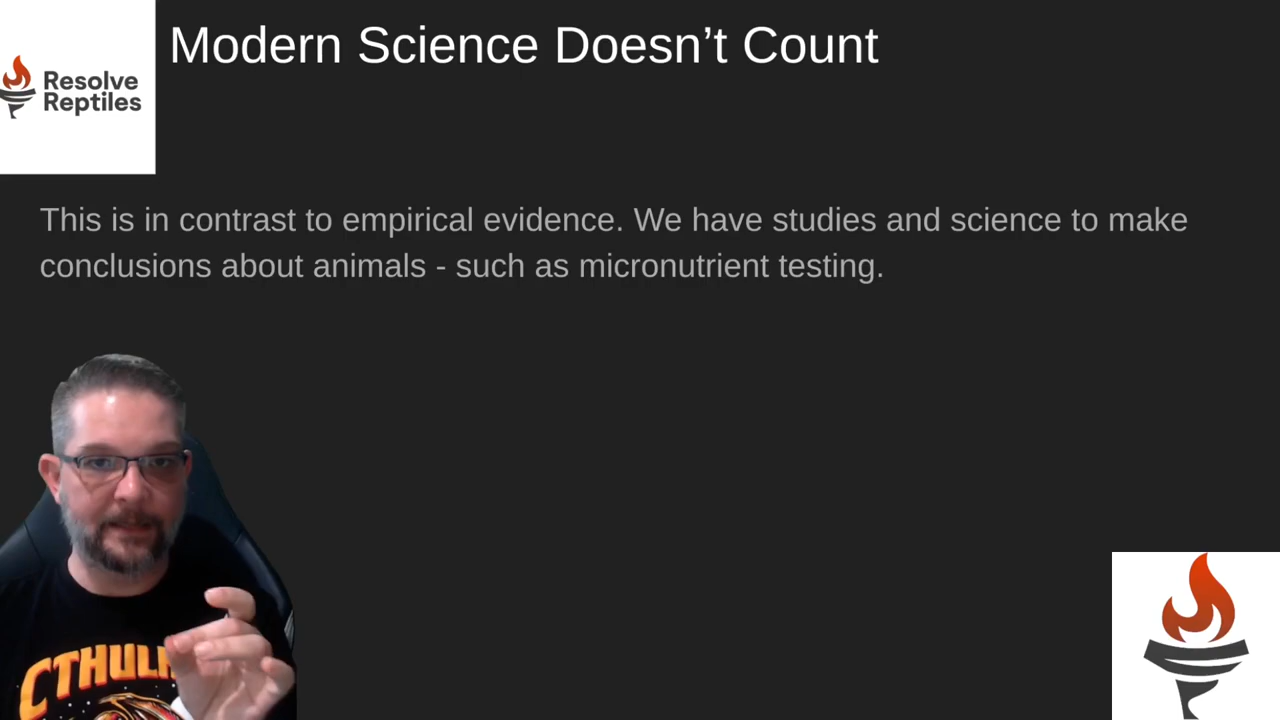 Modern Science Doesn’t Count
Resolve
Reptiles
This is in contrast to empirical evidence. We have studies and science to make
conclusions about animals - such as micronutrient testing.